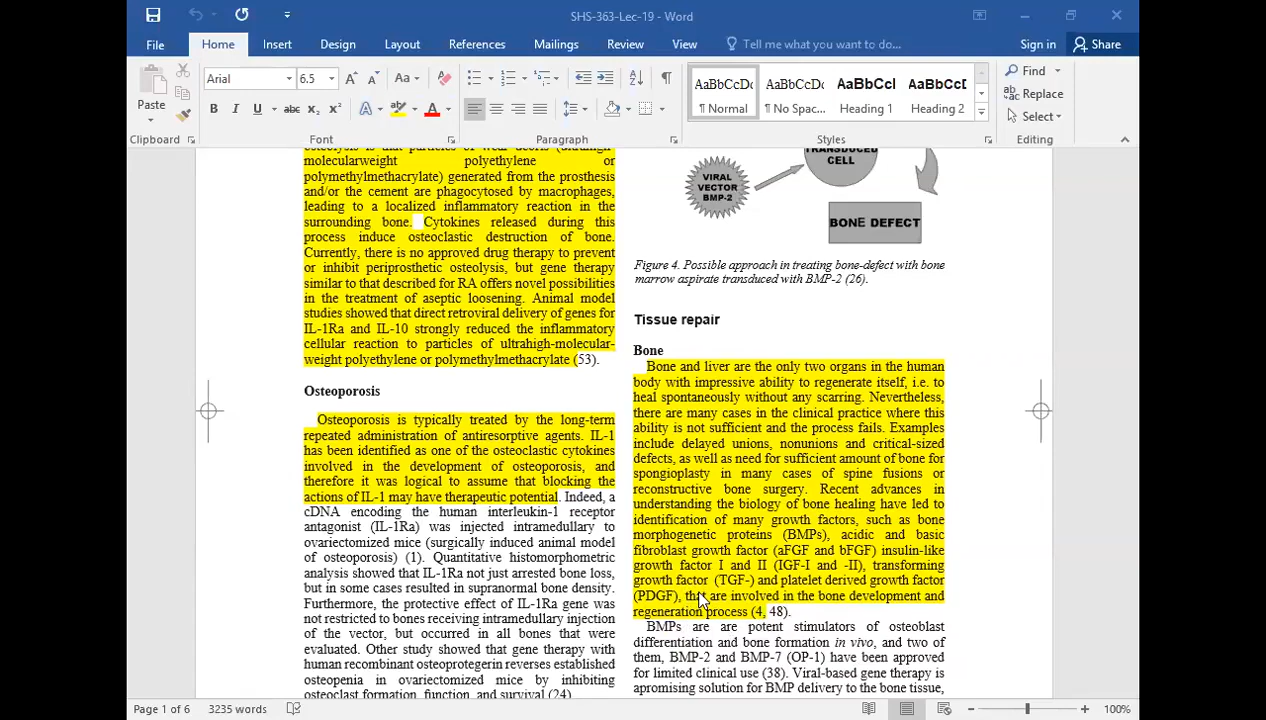 SHS-363-Lec-19 - Word
File Home Insert Design Layout References Mailings Review View Tell me what you want to do... Sign in Share
Paste
Clipboard
Arial 6.5
Font
Paragraph
AaBbCcDc AaBbCcDc AaBbCcI AaBbCcD
¶ Normal ¶ No Spac... Heading 1 Heading 2
Styles
Find
Replace
Select
Editing
molecularweight polyethylene or
polymethylmethacrylate) generated from the prosthesis
and/or the cement are phagocytosed by macrophages,
leading to a localized inflammatory reaction in the
surrounding bone. Cytokines released during this
process induce osteoclastic destruction of bone.
Currently, there is no approved drug therapy to prevent
or inhibit periprosthetic osteolysis, but gene therapy
similar to that described for RA offers novel possibilities
in the treatment of aseptic loosening. Animal model
studies showed that direct retroviral delivery of genes for
IL-1Ra and IL-10 strongly reduced the inflammatory
cellular reaction to particles of ultrahigh-molecular-
weight polyethylene or polymethylmethacrylate (53).
Osteoporosis
Osteoporosis is typically treated by the long-term
repeated administration of antiresorptive agents. IL-1
has been identified as one of the osteoclastic cytokines
involved in the development of osteoporosis, and
therefore it was logical to assume that blocking the
actions of IL-1 may have therapeutic potential. Indeed, a
cDNA encoding the human interleukin-1 receptor
antagonist (IL-1Ra) was injected intramedullary to
ovariectomized mice (surgically induced animal model
of osteoporosis) (1). Quantitative histomorphometric
analysis showed that IL-1Ra not just arrested bone loss,
but in some cases resulted in supranormal bone density.
Furthermore, the protective effect of IL-1Ra gene was
not restricted to bones receiving intramedullary injection
of the vector, but occurred in all bones that were
evaluated. Other study showed that gene therapy with
human recombinant osteoprotegerin reverses established
osteopenia in ovariectomized mice by inhibiting
osteoclast formation, function, and survival (24).
TRANSDUCED
CELL
VIRAL
VECTOR
BMP-2
BONE DEFECT
Figure 4. Possible approach in treating bone-defect with bone
marrow aspirate transduced with BMP-2 (26).
Tissue repair
Bone
Bone and liver are the only two organs in the human
body with impressive ability to regenerate itself, i.e. to
heal spontaneously without any scarring. Nevertheless,
there are many cases in the clinical practice where this
ability is not sufficient and the process fails. Examples
include delayed unions, nonunions and critical-sized
defects, as well as need for sufficient amount of bone for
spongioplasty in many cases of spine fusions or
reconstructive bone surgery. Recent advances in
understanding the biology of bone healing have led to
identification of many growth factors, such as bone
morphogenetic proteins (BMPs), acidic and basic
fibroblast growth factor (aFGF and bFGF) insulin-like
growth factor I and II (IGF-I and -II), transforming
growth factor (TGF-) and platelet derived growth factor
(PDGF), that are involved in the bone development and
regeneration process (4, 48).
BMPs are are potent stimulators of osteoblast
differentiation and bone formation in vivo, and two of
them, BMP-2 and BMP-7 (OP-1) have been approved
for limited clinical use (38). Viral-based gene therapy is
apromising solution for BMP delivery to the bone tissue,
Page 1 of 6 3235 words 100%